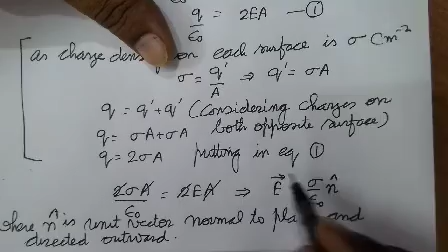 q/ε₀ = 2EA —①
[as charge density on each surface is σ Cm⁻²
σ = q'/A ⇒ q' = σA
q = q' + q' (Considering charges on
q = σA + σA both opposite surface)
q = 2σA putting in eq ①
2σA/ε₀ = 2EA ⇒ E⃗ = σ/ε₀ n̂
where n̂ is unit vector normal to plane and
directed outward.